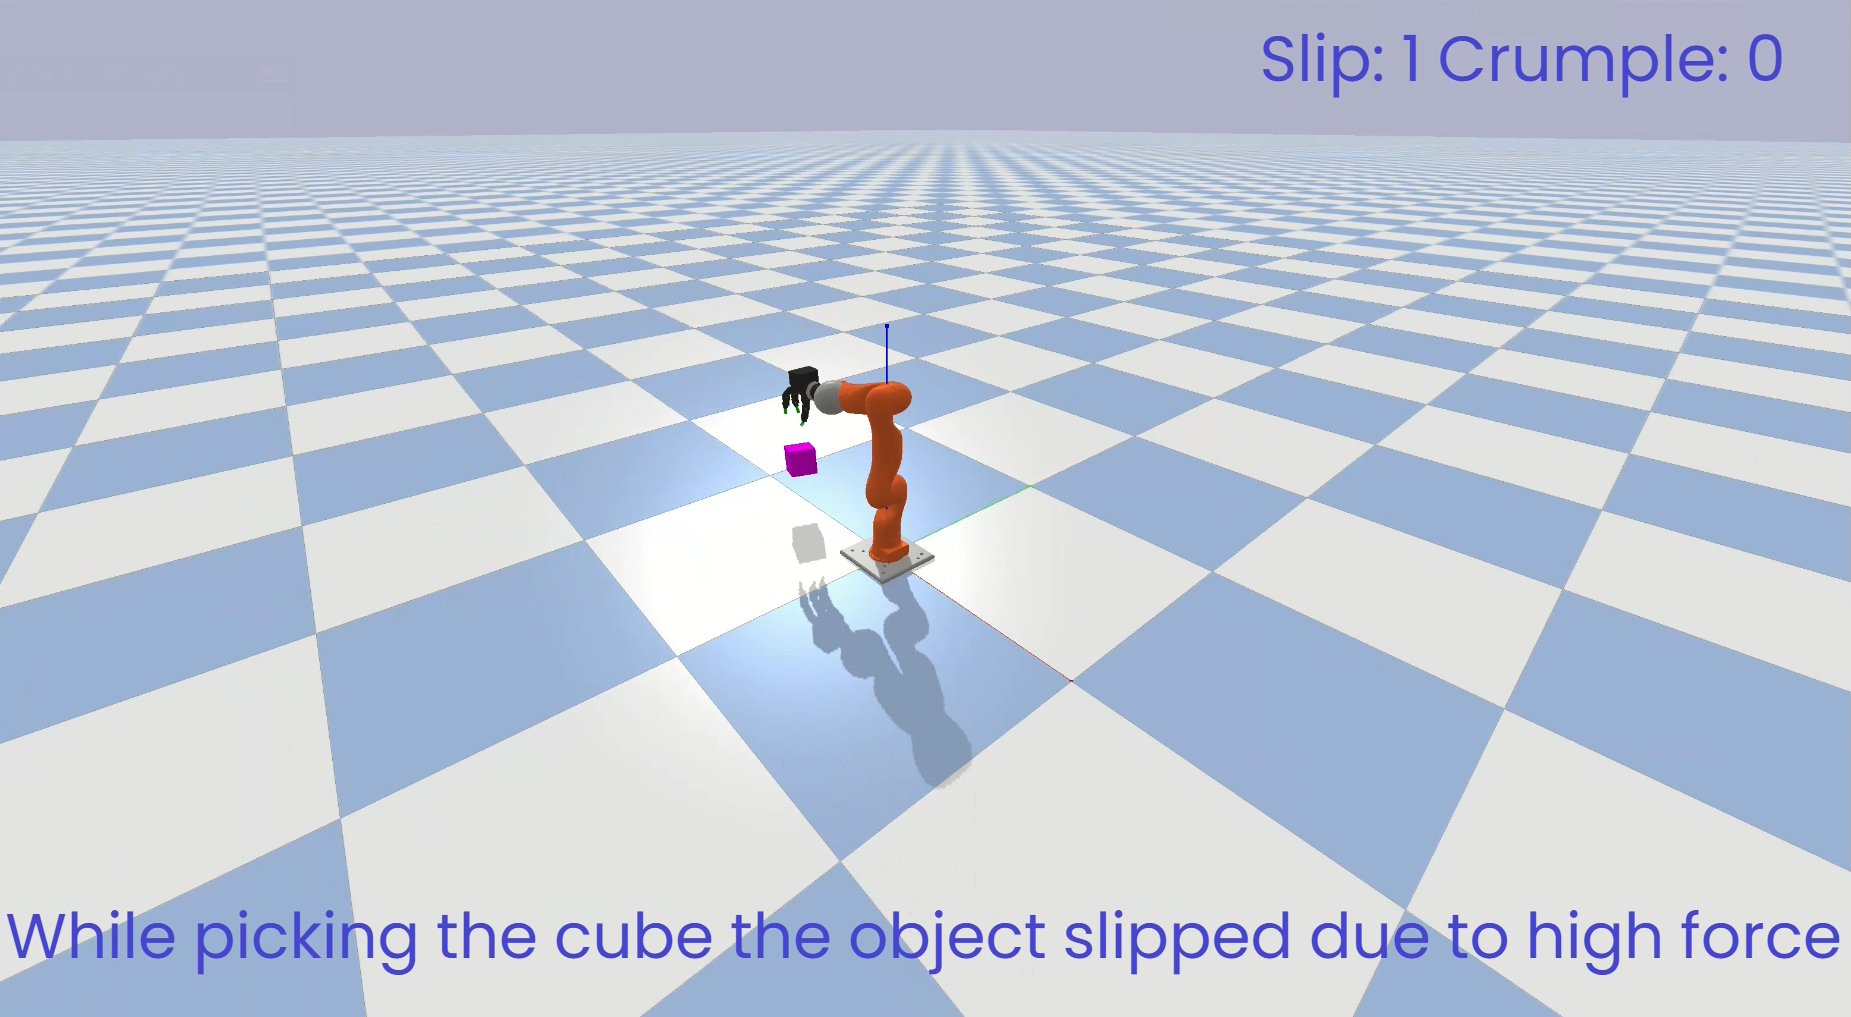 Slip: 1 Crumple: 0
While picking the cube the object slipped due to high force